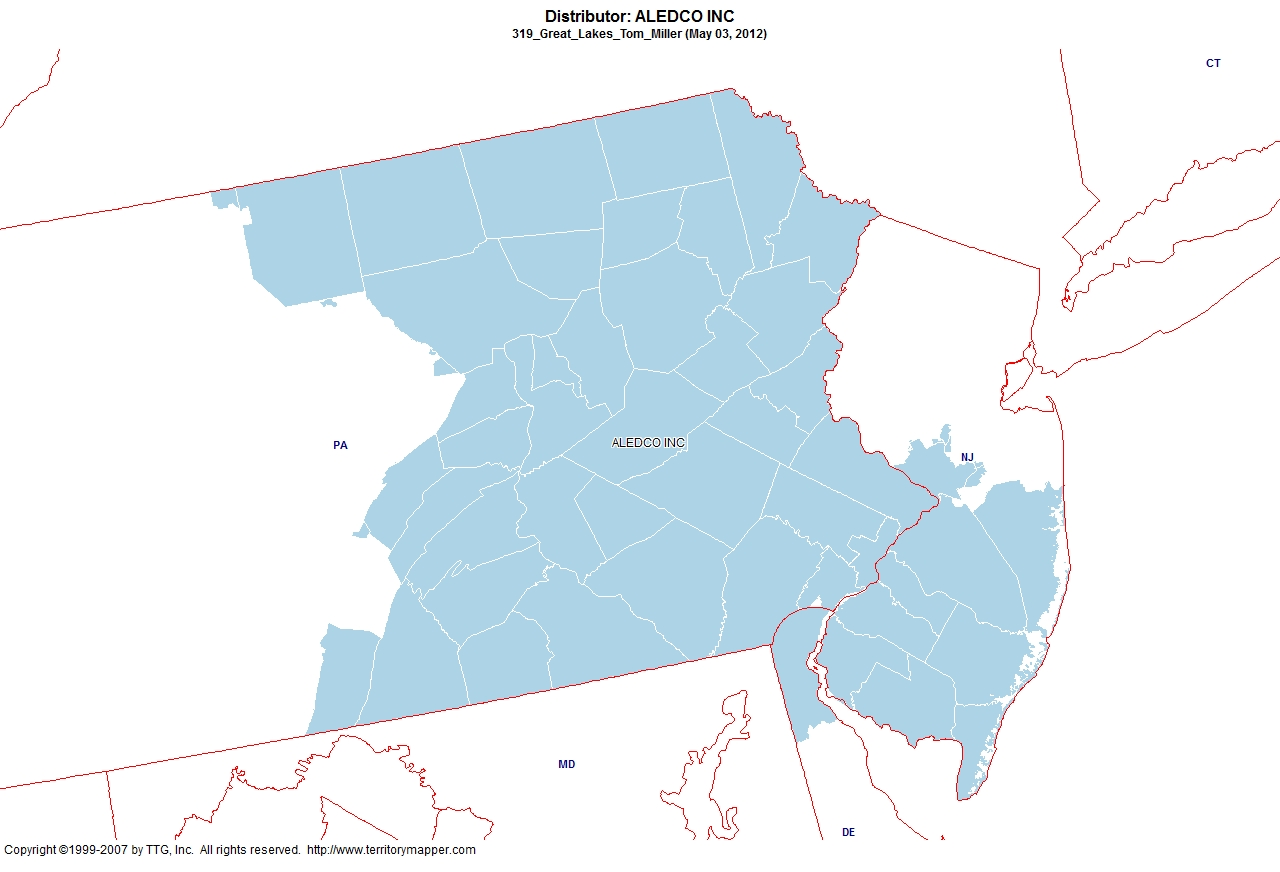 Distributor: ALEDCO INC
319_Great_Lakes_Tom_Miller (May 03, 2012)
CT
PA
ALEDCO INC
NJ
MD
DE
Copyright ©1999-2007 by TTG, Inc. All rights reserved. http://www.territorymapper.com